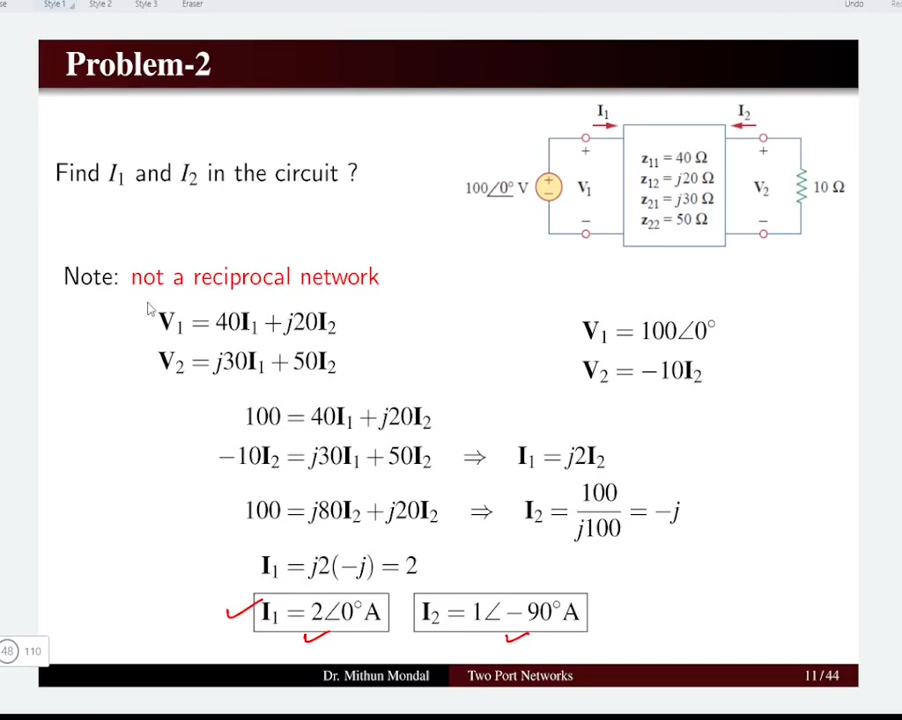 Style 1 Style 2 Style 3 Eraser Undo
Problem-2
Find I₁ and I₂ in the circuit ?
I₁ I₂
100∠0° V
+ − + V₁ −
z₁₁ = 40 Ω
z₁₂ = j20 Ω
z₂₁ = j30 Ω
z₂₂ = 50 Ω
+ V₂ −
10 Ω
Note: not a reciprocal network
V₁ = 40I₁ + j20I₂
V₂ = j30I₁ + 50I₂
V₁ = 100∠0°
V₂ = −10I₂
100 = 40I₁ + j20I₂
−10I₂ = j30I₁ + 50I₂ ⇒ I₁ = j2I₂
100 = j80I₂ + j20I₂ ⇒ I₂ = 100/j100 = −j
I₁ = j2(−j) = 2
I₁ = 2∠0° A I₂ = 1∠−90° A
48 110
Dr. Mithun Mondal Two Port Networks 11/44